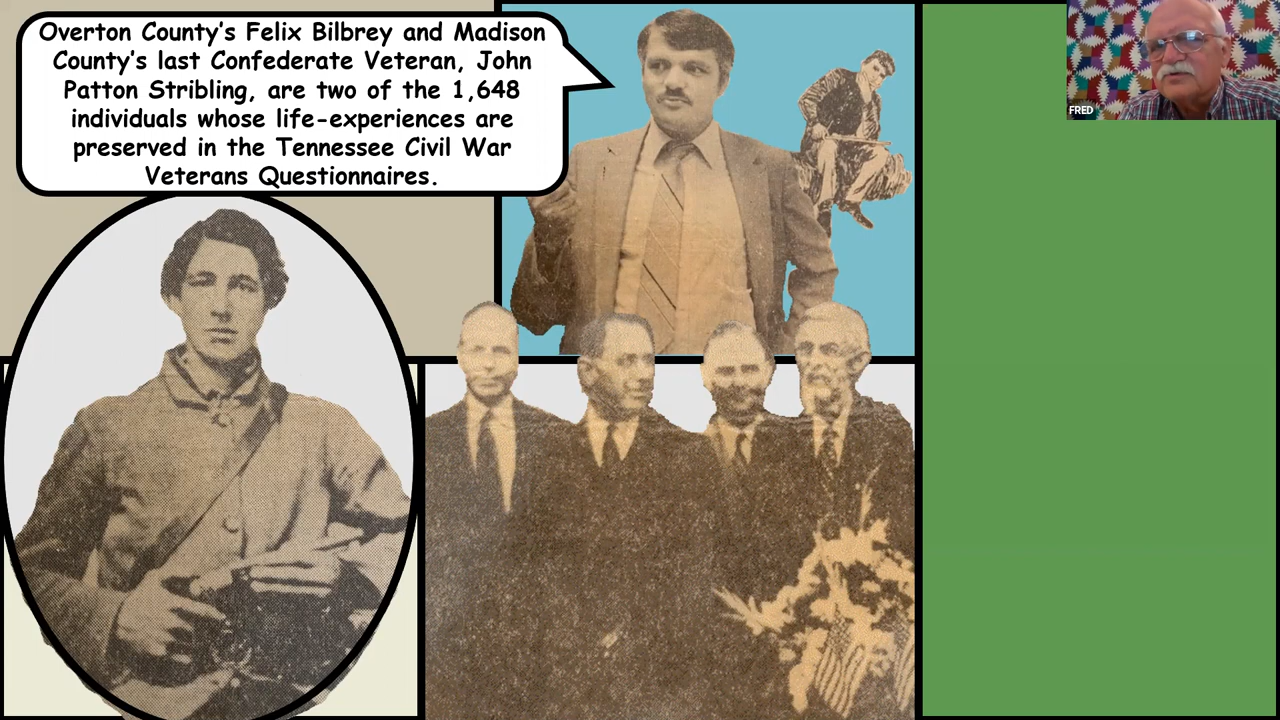 Overton County's Felix Bilbrey and Madison
County's last Confederate Veteran, John
Patton Stribling, are two of the 1,648
individuals whose life-experiences are
preserved in the Tennessee Civil War
Veterans Questionnaires.
FRED